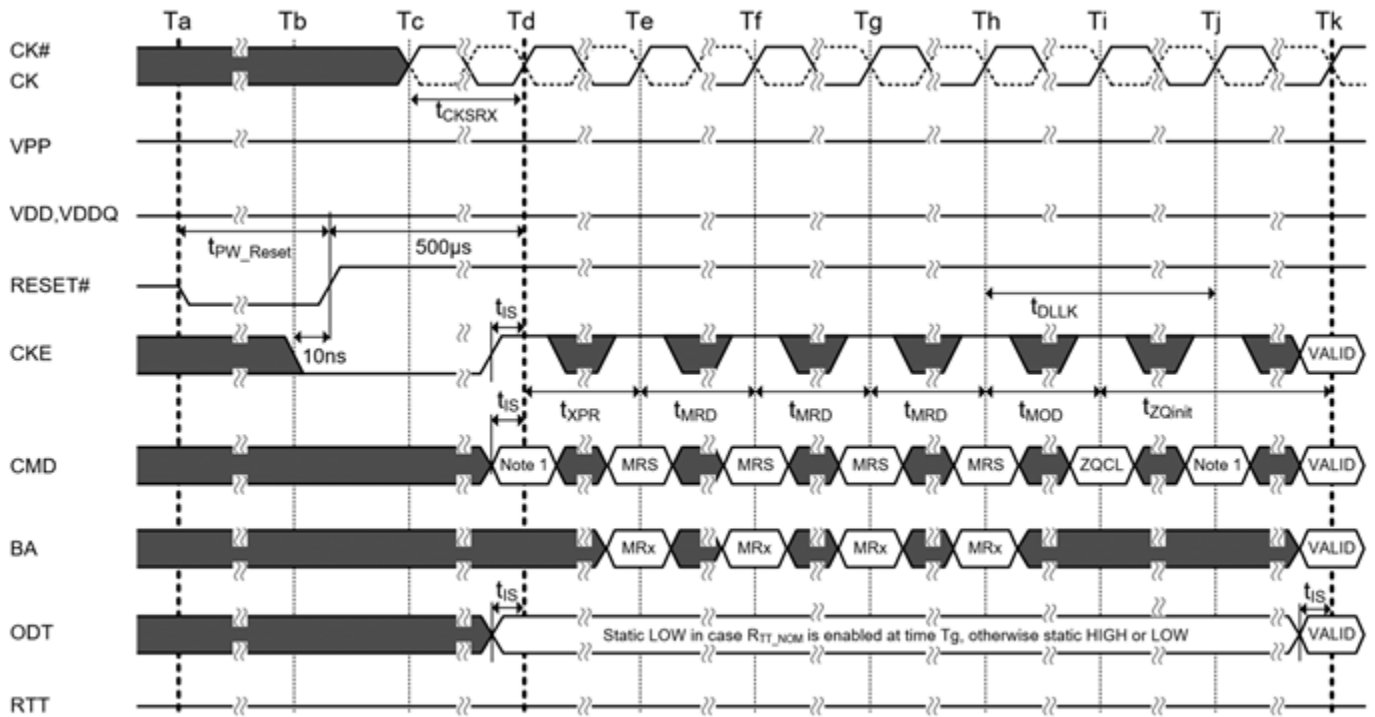 Ta Tb Tc Td Te Tf Tg Th Ti Tj Tk
CK#
CK
tCKSRX
VPP
VDD,VDDQ
tPW_Reset 500µs
RESET#
tIS tDLLK
CKE 10ns VALID
tXPR tMRD tMRD tMRD tMOD tZQinit
tIS
CMD Note 1 MRS MRS MRS MRS ZQCL Note 1 VALID
BA MRx MRx MRx MRx VALID
tIS tIS
ODT Static LOW in case RTT_NOM is enabled at time Tg, otherwise static HIGH or LOW VALID
RTT